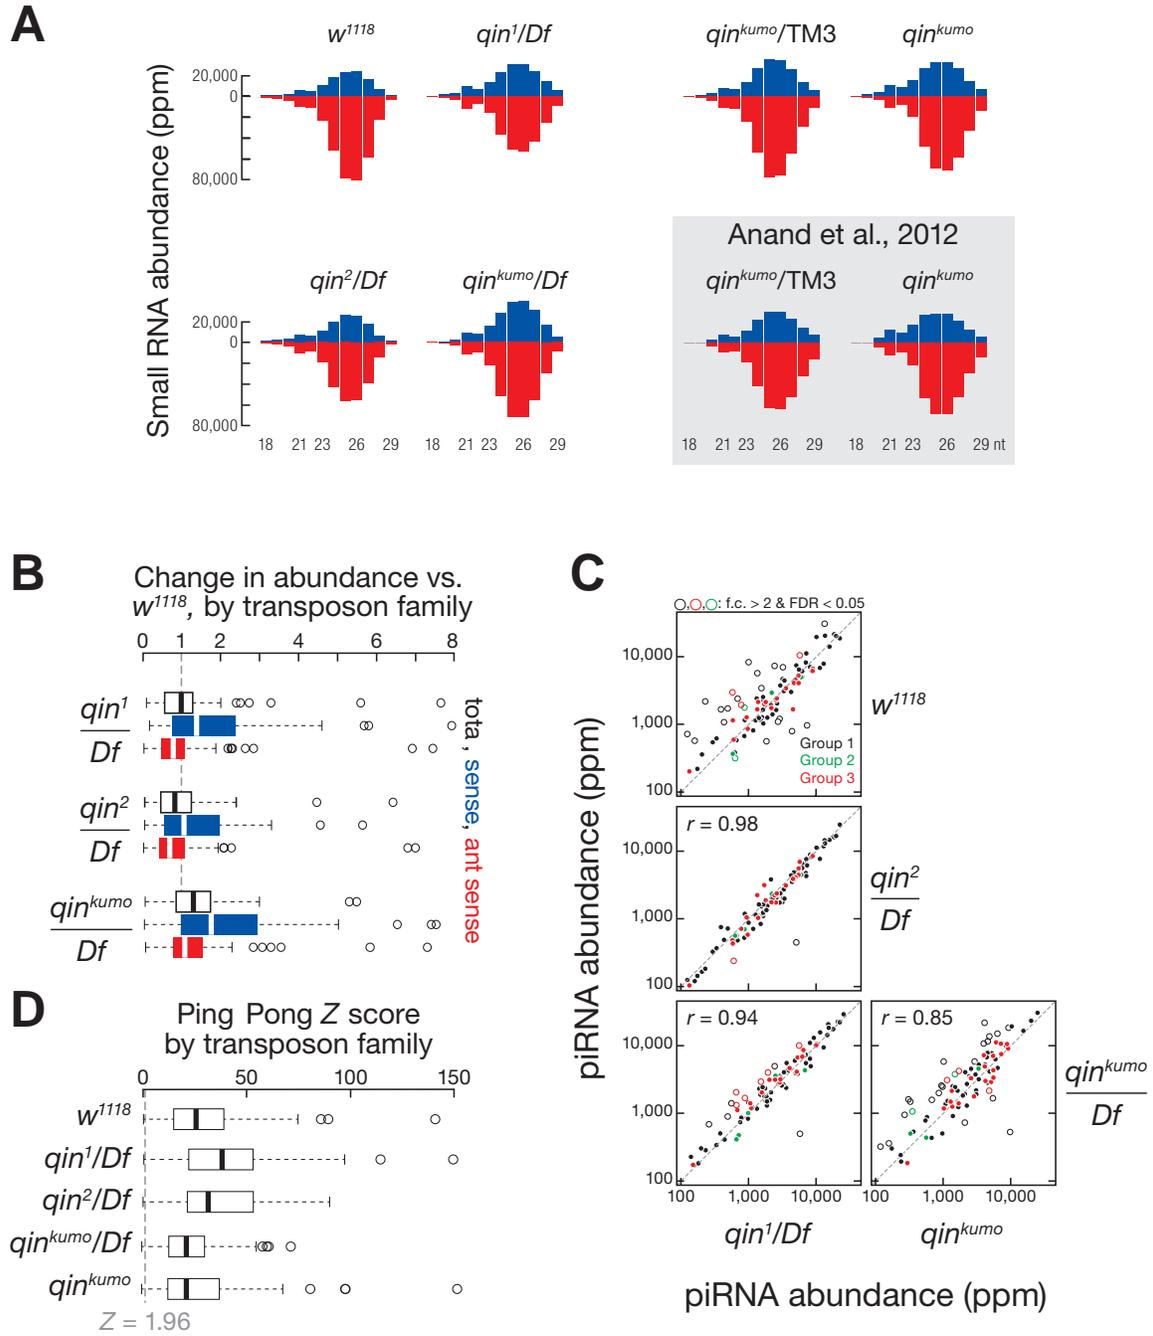 A
w1118 qin1/Df qinkumo/TM3 qinkumo
Small RNA abundance (ppm)
20,000
0
80,000
Anand et al., 2012
qin2/Df qinkumo/Df qinkumo/TM3 qinkumo
20,000
0
80,000
18 21 23 26 29 18 21 23 26 29 18 21 23 26 29 18 21 23 26 29 nt
B
Change in abundance vs.
w1118, by transposon family
0 1 2 4 6 8
qin1
Df
qin2
Df
qinkumo
Df
tota , sense, ant sense
C
○,○,○: f.c. > 2 & FDR < 0.05
10,000
1,000
100
Group 1
Group 2
Group 3
w1118
r = 0.98
10,000
1,000
100
qin2
Df
r = 0.94
10,000
1,000
100
r = 0.85
qinkumo
Df
100 1,000 10,000 100 1,000 10,000
qin1/Df qinkumo
piRNA abundance (ppm)
piRNA abundance (ppm)
D
Ping Pong Z score
by transposon family
0 50 100 150
w1118
qin1/Df
qin2/Df
qinkumo/Df
qinkumo
Z = 1.96